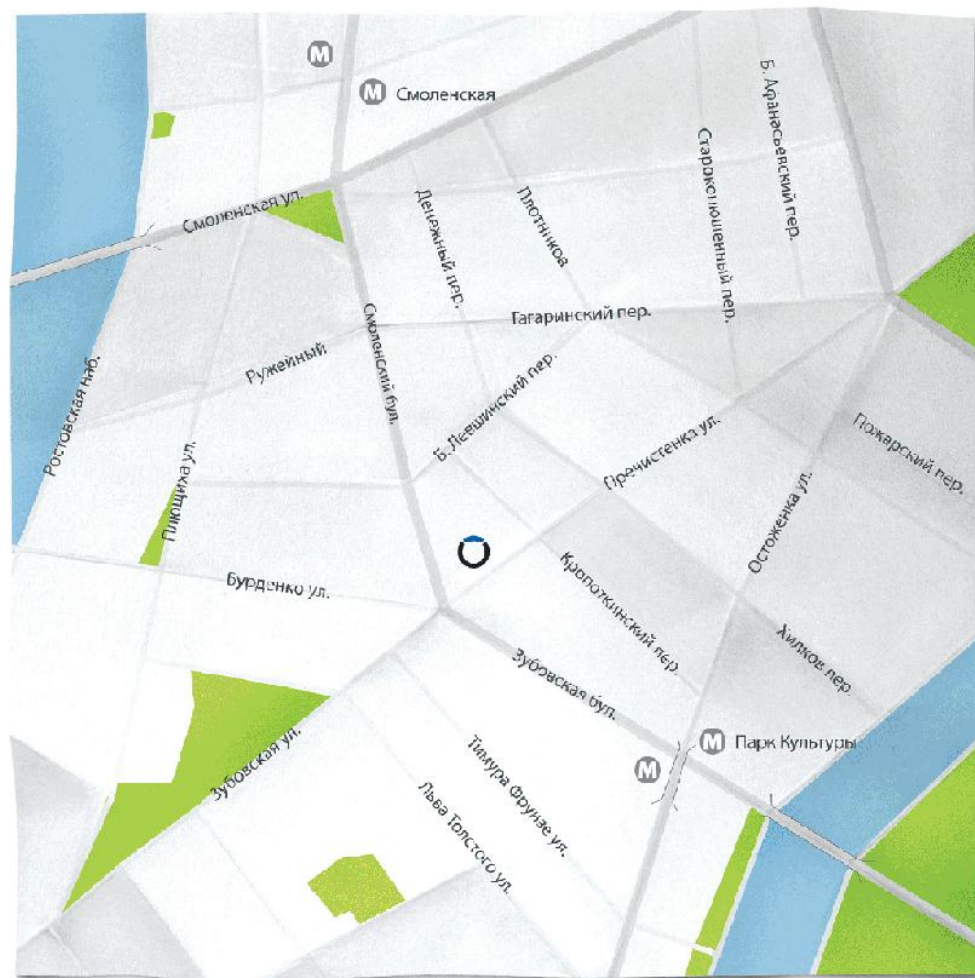 М
М Смоленская
Б. Афанасьевский пер.
Староконюшенный пер.
Смоленская ул.
Денежный пер.
Плотников
Гагаринский пер.
Смоленский бул.
Ружейный
Ростовская наб.
Плющиха ул.
Б. Левшинский пер.
Пречистенка ул.
Пожарский пер.
Остоженка ул.
Бурденко ул.
Кропоткинский пер.
Хилков пер.
Зубовская бул.
М Парк Культуры
М
Зубовская ул.
Тимура Фрунзе ул.
Льва Толстого ул.